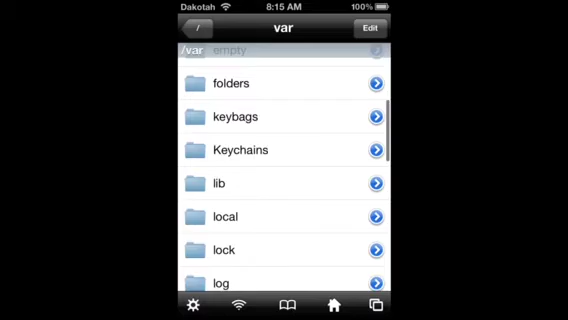 Dakotah 8:15 AM 100%
/ var Edit
/var empty
folders
keybags
Keychains
lib
local
lock
log